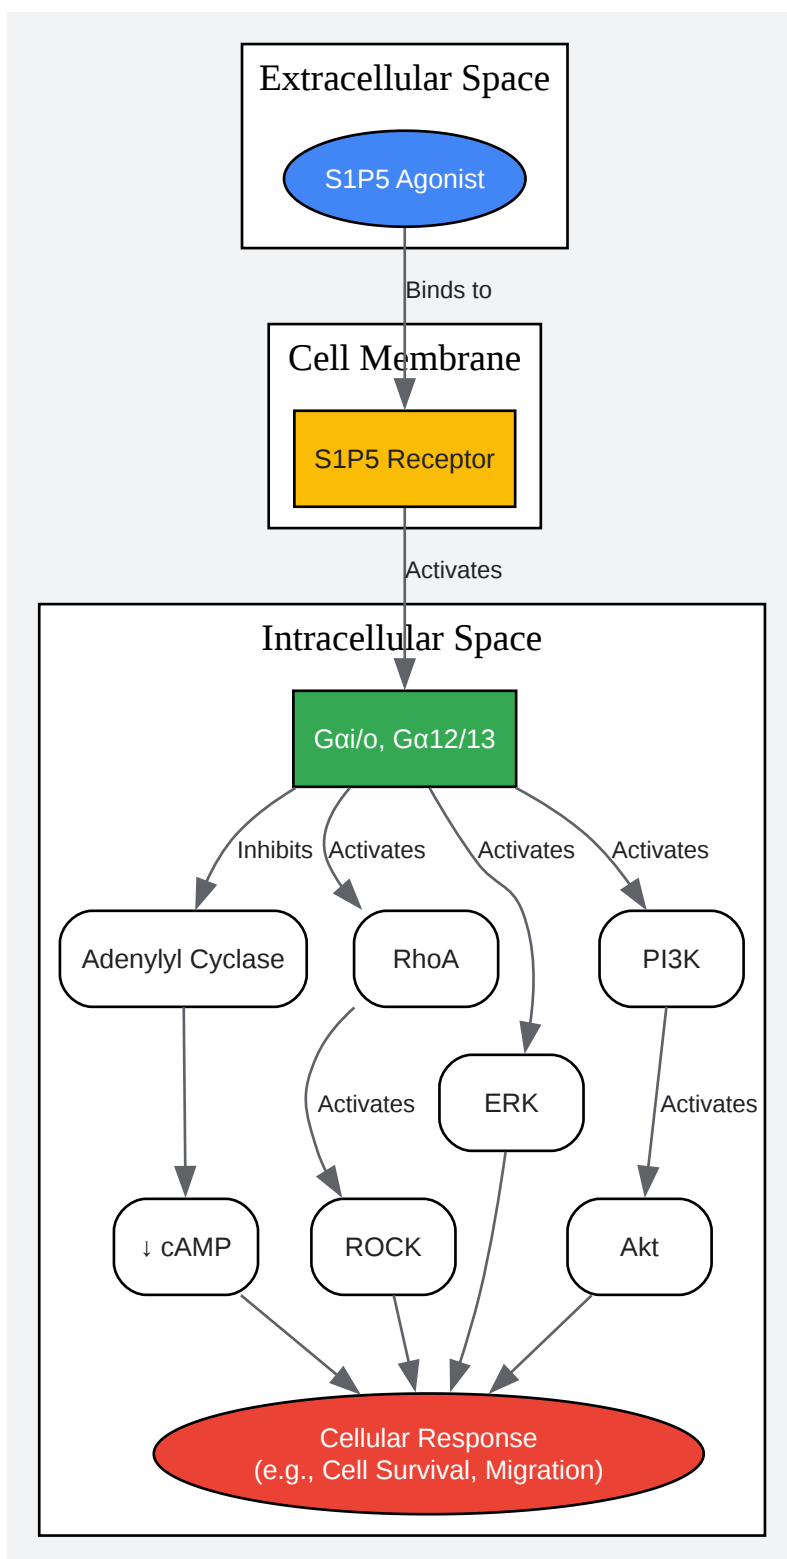 Extracellular Space
S1P5 Agonist
Binds to
Cell Membrane
S1P5 Receptor
Activates
Intracellular Space
Gαi/o, Gα12/13
Inhibits
Activates
Activates
Activates
Adenylyl Cyclase
RhoA
PI3K
ERK
Activates
Activates
↓ cAMP
ROCK
Akt
Cellular Response
(e.g., Cell Survival, Migration)